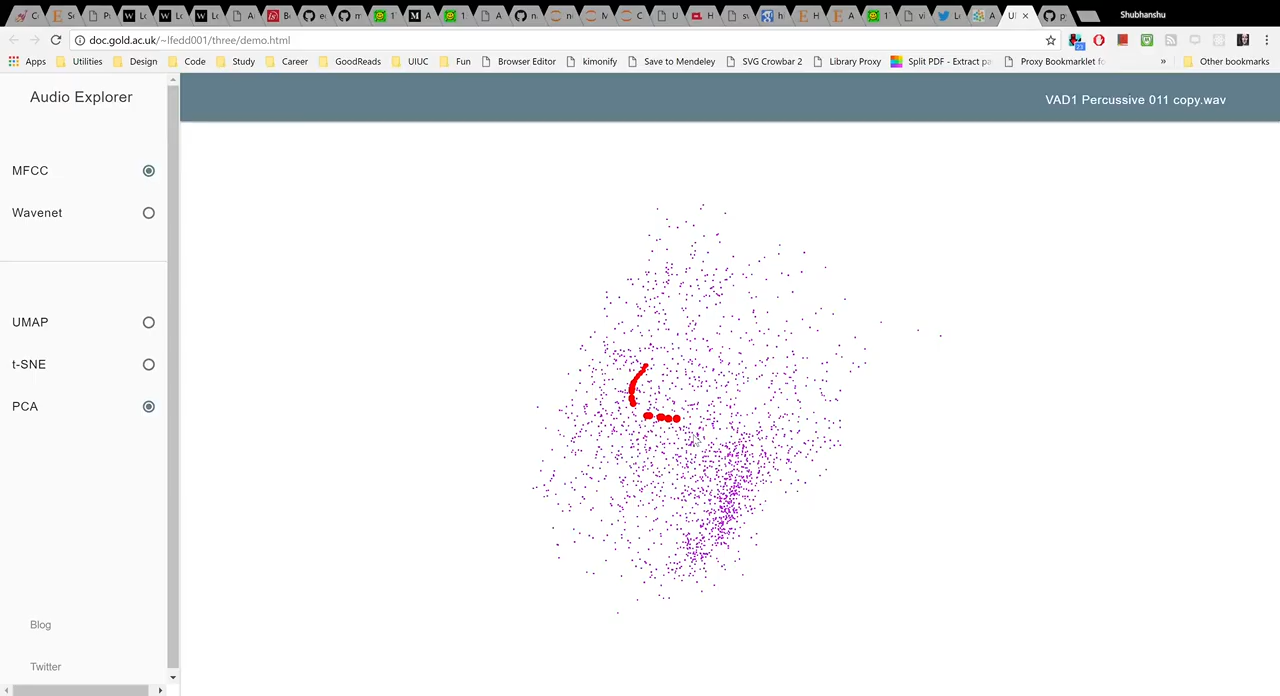 Shubhanshu
doc.gold.ac.uk/~lfedd001/three/demo.html
23
Apps Utilities Design Code Study Career GoodReads UIUC Fun Browser Editor kimonify Save to Mendeley SVG Crowbar 2 Library Proxy Split PDF - Extract pa Proxy Bookmarklet fo » Other bookmarks
Audio Explorer
VAD1 Percussive 011 copy.wav
MFCC
Wavenet
UMAP
t-SNE
PCA
Blog
Twitter